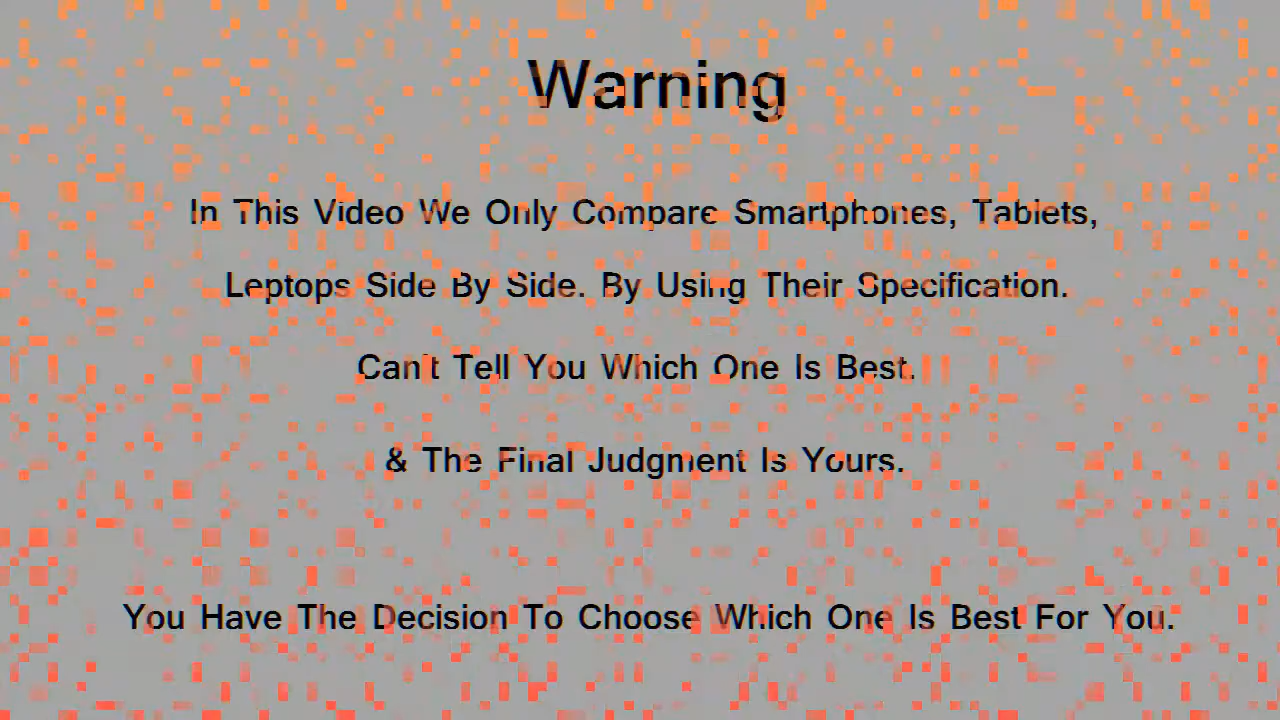 Warning
In This Video We Only Compare Smartphones, Tablets,
Leptops Side By Side. By Using Their Specification.
Can't Tell You Which One Is Best.
& The Final Judgment Is Yours.
You Have The Decision To Choose Which One Is Best For You.